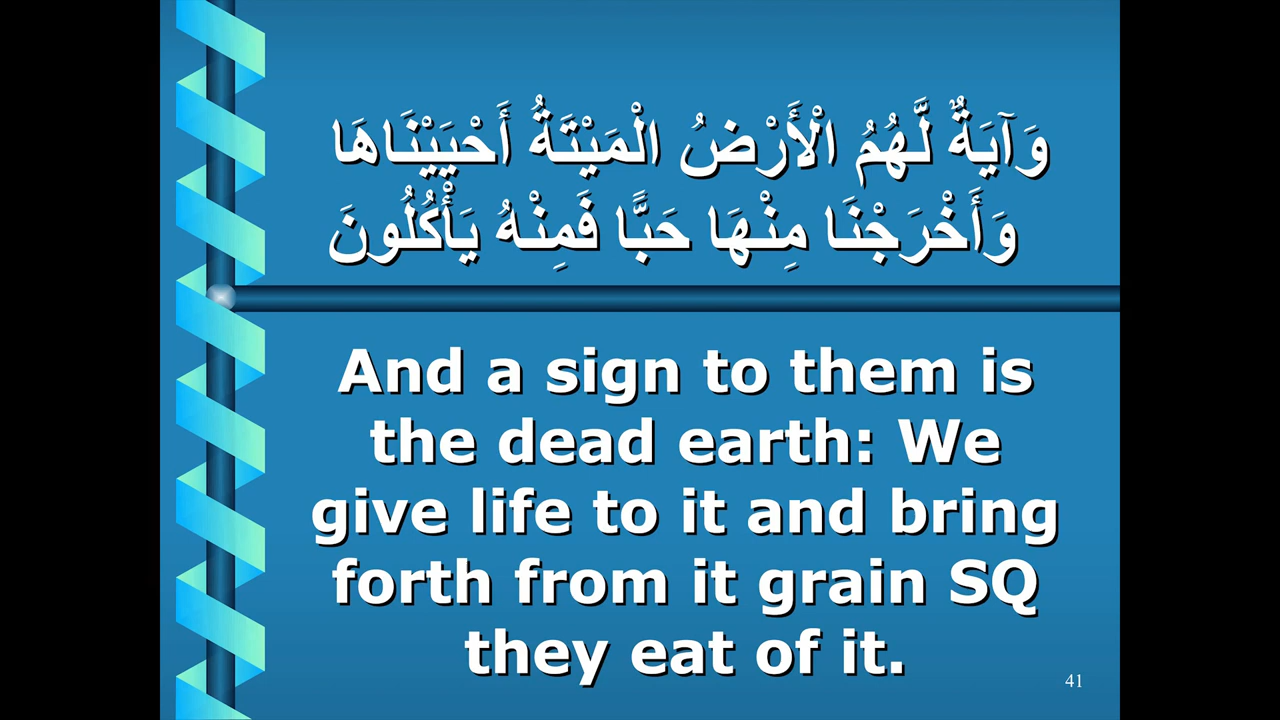 وَآيَةٌ لَّهُمُ الْأَرْضُ الْمَيْتَةُ أَحْيَيْنَاهَا
وَأَخْرَجْنَا مِنْهَا حَبًّا فَمِنْهُ يَأْكُلُونَ
And a sign to them is
the dead earth: We
give life to it and bring
forth from it grain SQ
they eat of it.
41